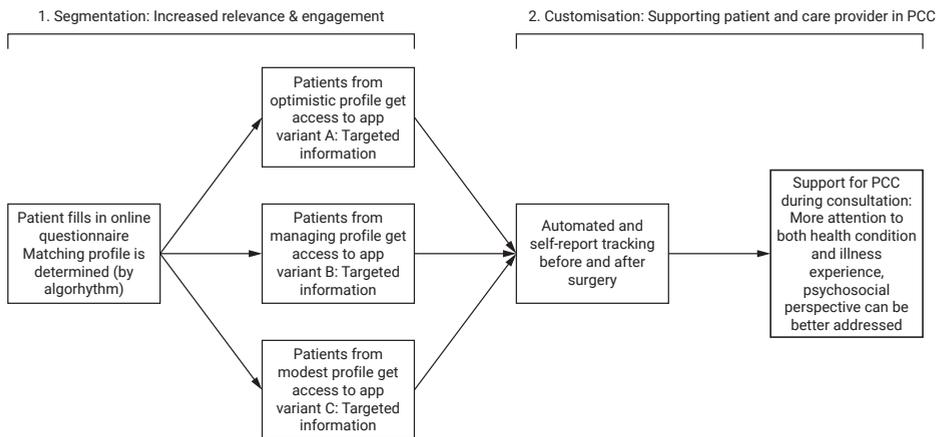 1. Segmentation: Increased relevance & engagement
2. Customisation: Supporting patient and care provider in PCC
Patient fills in online
questionnaire
Matching profile is
determined (by
algorhythm)
Patients from
optimistic profile get
access to app
variant A: Targeted
information
Patients from
managing profile get
access to app
variant B: Targeted
information
Patients from
modest profile get
access to app
variant C: Targeted
information
Automated and
self-report tracking
before and after
surgery
Support for PCC
during consultation:
More attention to
both health condition
and illness
experience,
psychosocial
perspective can be
better addressed